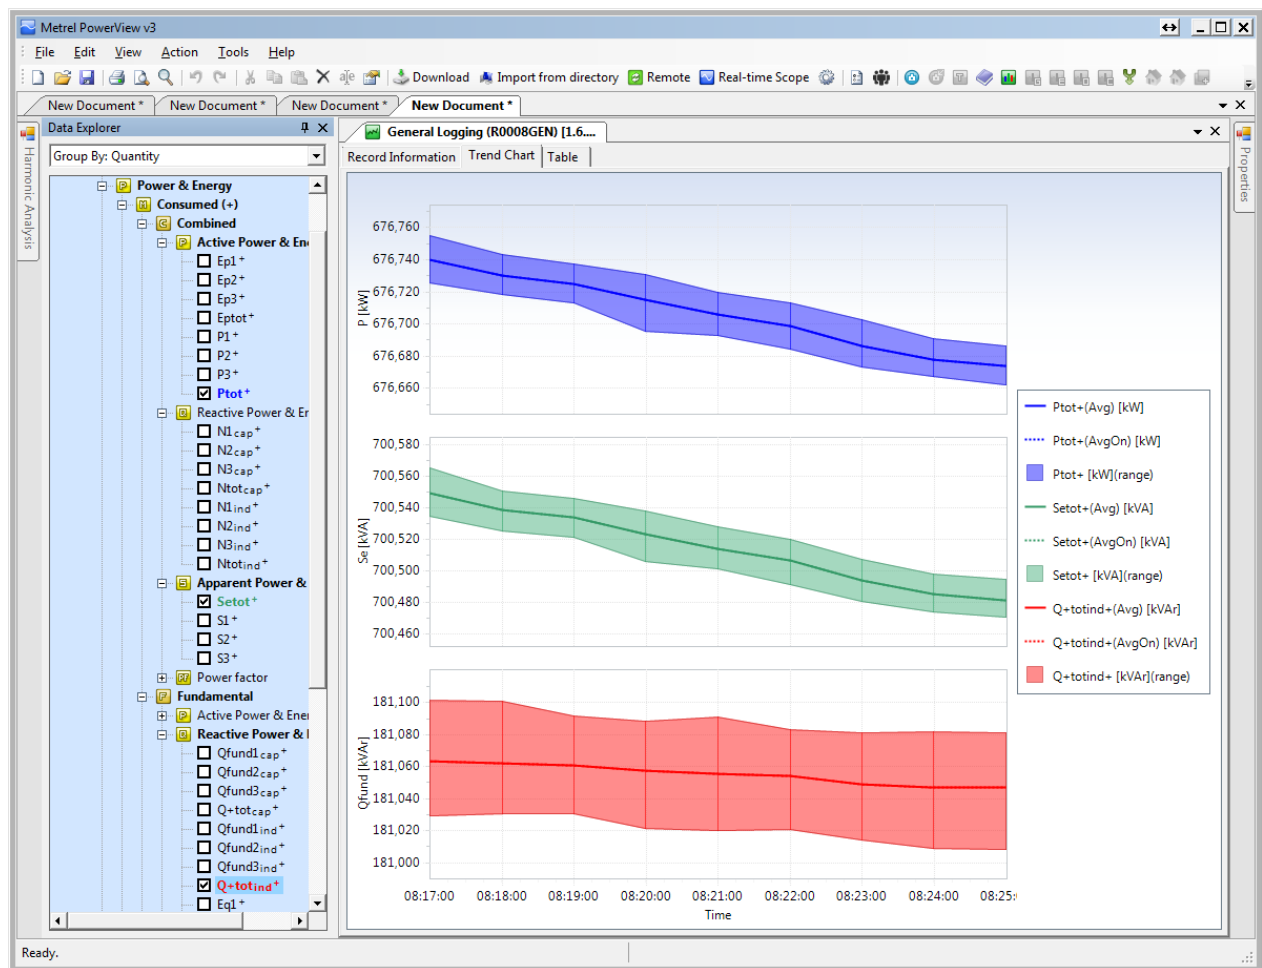 Metrel PowerView v3
File Edit View Action Tools Help
Download Import from directory Remote Real-time Scope
New Document * New Document * New Document * New Document *
Harmonic Analysis
Data Explorer
Group By: Quantity
Power & Energy
Consumed (+)
Combined
Active Power & En
Ep1+
Ep2+
Ep3+
Eptot+
P1+
P2+
P3+
Ptot+
Reactive Power & Er
N1cap+
N2cap+
N3cap+
Ntotcap+
N1ind+
N2ind+
N3ind+
Ntotind+
Apparent Power &
Setot+
S1+
S2+
S3+
Power factor
Fundamental
Active Power & Ener
Reactive Power &
Qfund1cap+
Qfund2cap+
Qfund3cap+
Q+totcap+
Qfund1ind+
Qfund2ind+
Qfund3ind+
Q+totind+
Eq1+
General Logging (R0008GEN) [1.6....
Record Information Trend Chart Table
P [kW]
676,760
676,740
676,720
676,700
676,680
676,660
Se [kVA]
700,580
700,560
700,540
700,520
700,500
700,480
700,460
Qfund [kVAr]
181,100
181,080
181,060
181,040
181,020
181,000
08:17:00 08:18:00 08:19:00 08:20:00 08:21:00 08:22:00 08:23:00 08:24:00 08:25:
Time
Ptot+(Avg) [kW]
Ptot+(AvgOn) [kW]
Ptot+ [kW](range)
Setot+(Avg) [kVA]
Setot+(AvgOn) [kVA]
Setot+ [kVA](range)
Q+totind+(Avg) [kVAr]
Q+totind+(AvgOn) [kVAr]
Q+totind+ [kVAr](range)
Properties
Ready.